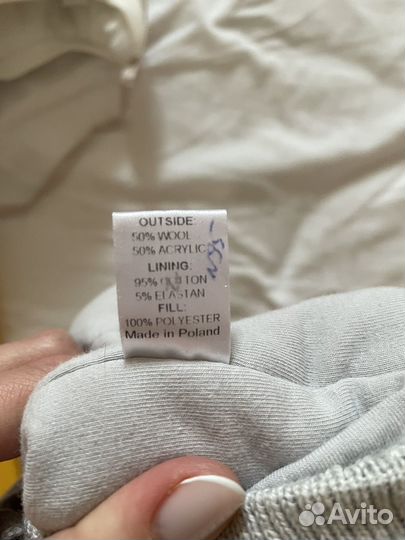 OUTSIDE:
50% WOOL
50% ACRYLIC
LINING:
95% COTTON
5% ELASTAN
FILL:
100% POLYESTER
Made in Poland
Avito